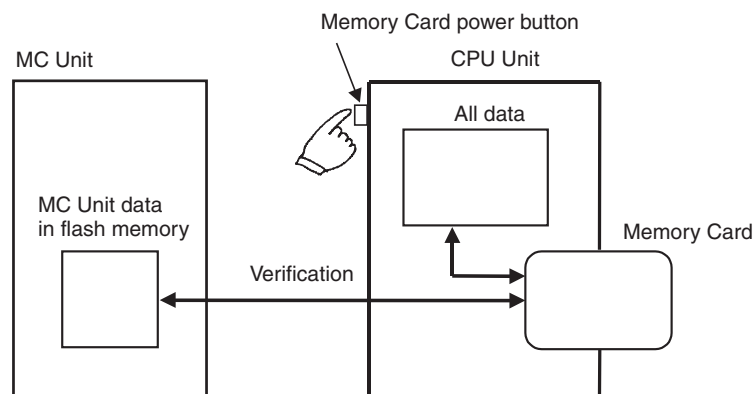 Memory Card power button
MC Unit
CPU Unit
All data
MC Unit data
in flash memory
Memory Card
Verification